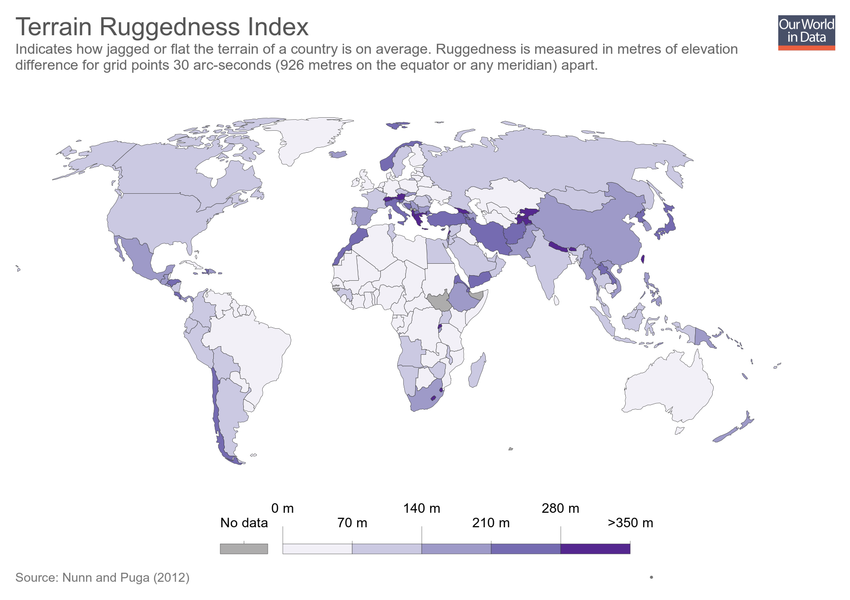 Terrain Ruggedness Index
Our World
in Data
Indicates how jagged or flat the terrain of a country is on average. Ruggedness is measured in metres of elevation
difference for grid points 30 arc-seconds (926 metres on the equator or any meridian) apart.
0 m
140 m
280 m
No data
70 m
210 m
>350 m
Source: Nunn and Puga (2012)